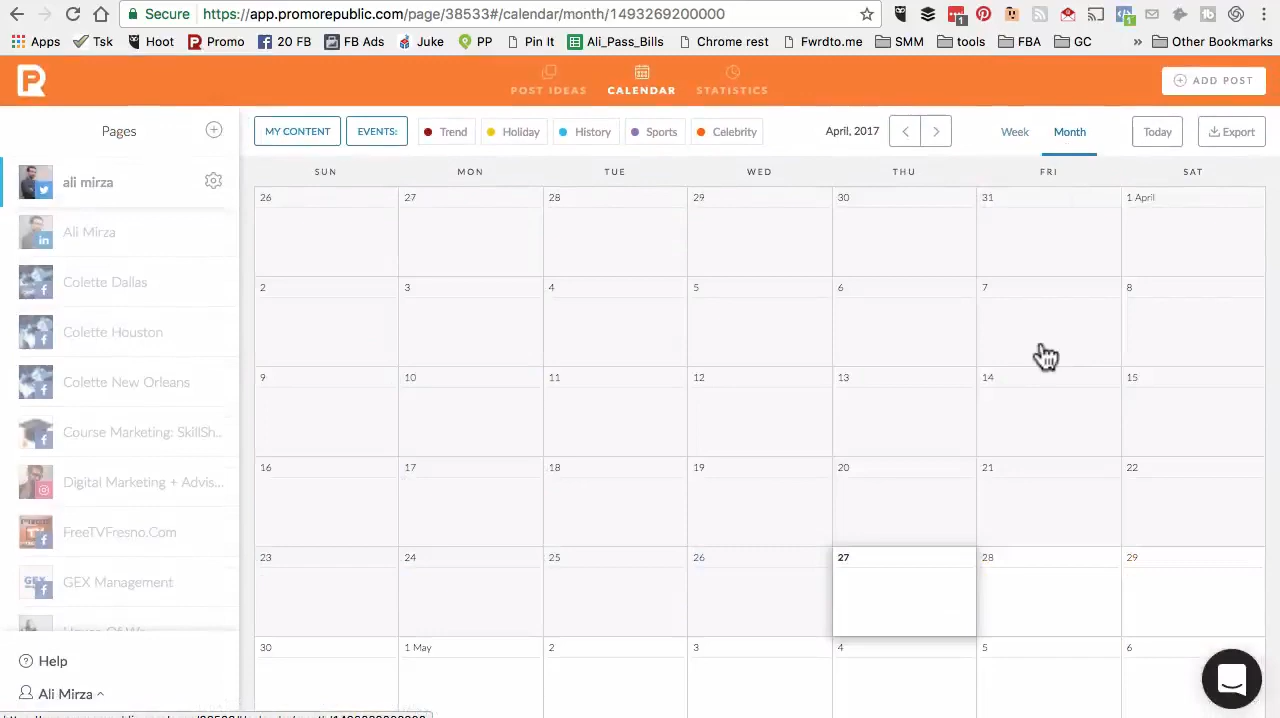 Secure https://app.promorepublic.com/page/38533#/calendar/month/1493269200000
Apps Tsk Hoot Promo 20 FB FB Ads Juke PP Pin It Ali_Pass_Bills Chrome rest Fwrdto.me SMM tools FBA GC » Other Bookmarks
POST IDEAS CALENDAR STATISTICS ADD POST
Pages
MY CONTENT EVENTS: Trend Holiday History Sports Celebrity April, 2017 Week Month Today Export
SUN MON TUE WED THU FRI SAT
ali mirza
Ali Mirza
Colette Dallas
Colette Houston
Colette New Orleans
Course Marketing: SkillSh..
Digital Marketing + Advis...
FreeTVFresno.Com
GEX Management
Help
Ali Mirza
26 27 28 29 30 31 1 April
2 3 4 5 6 7 8
9 10 11 12 13 14 15
16 17 18 19 20 21 22
23 24 25 26 27 28 29
30 1 May 2 3 4 5 6